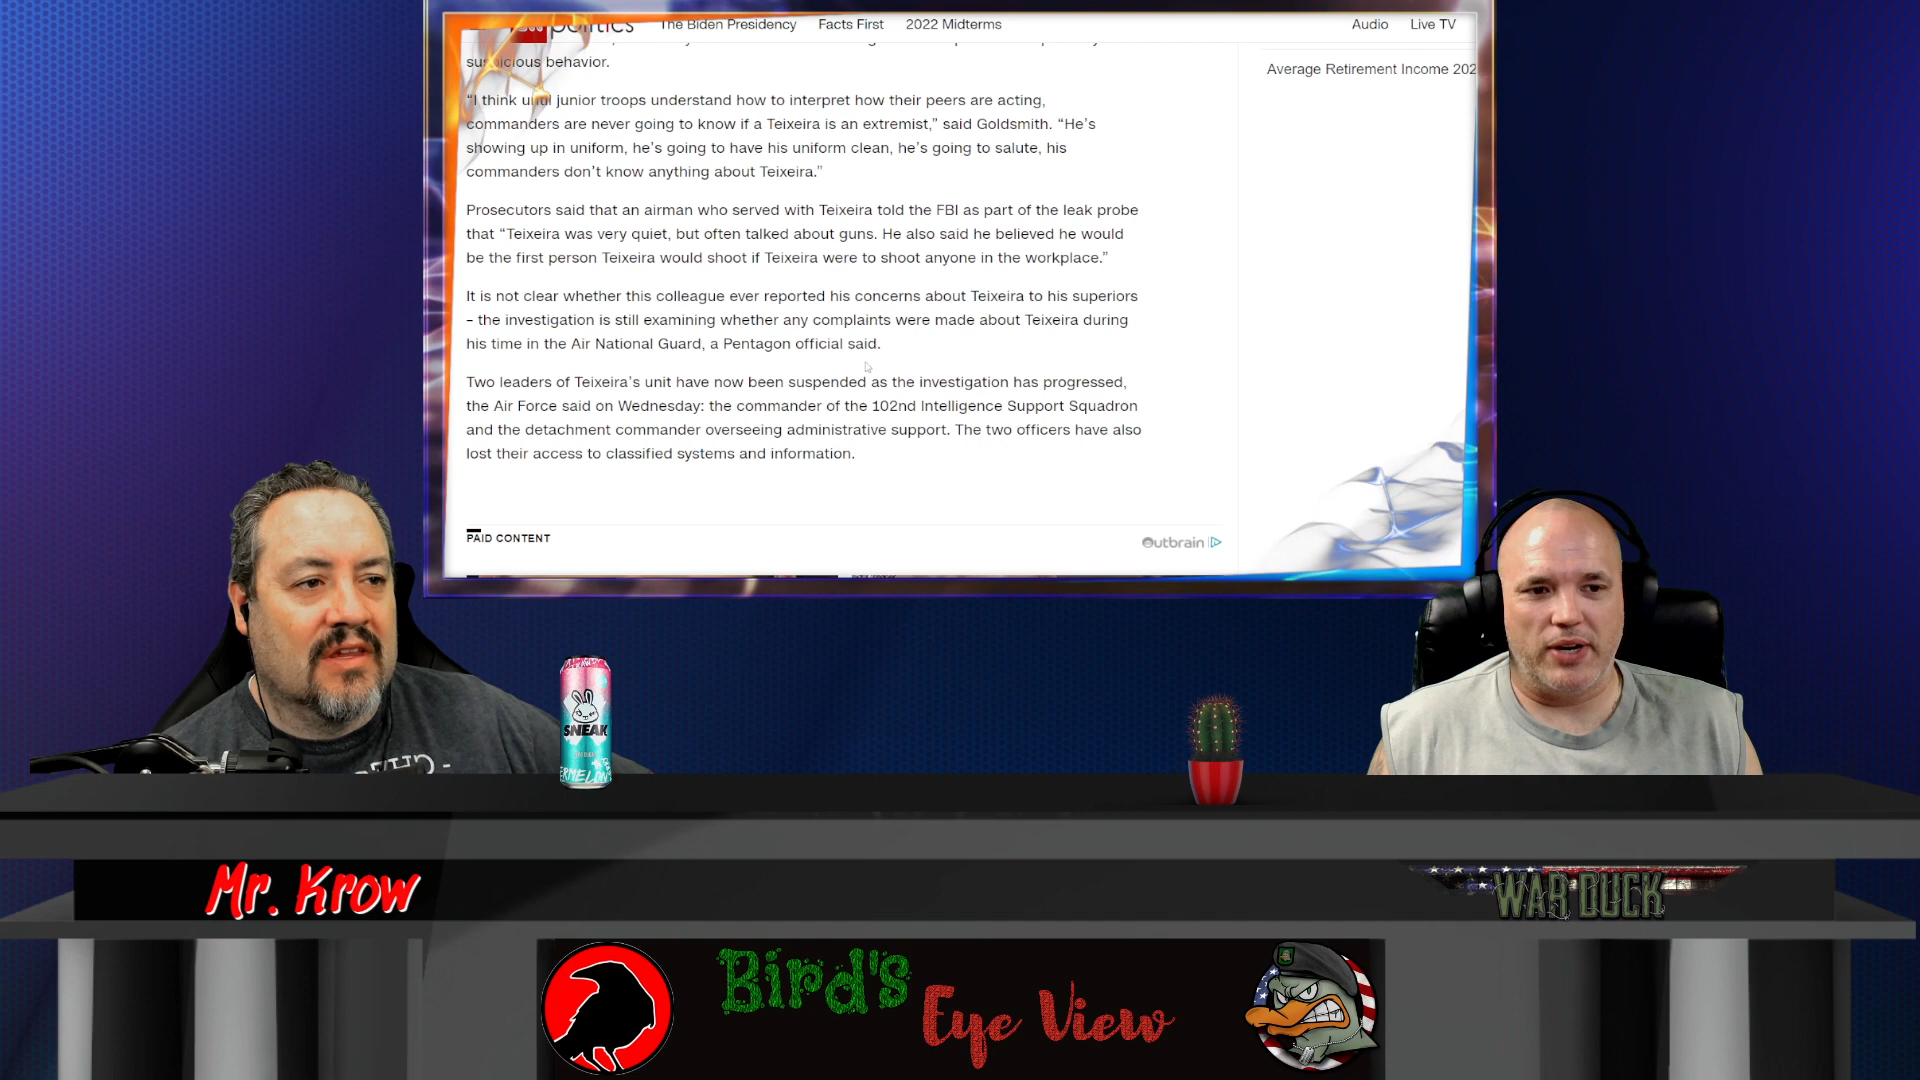 politics
The Biden Presidency
Facts First
2022 Midterms
Audio
Live TV
suspicious behavior.
Average Retirement Income 202
“I think until junior troops understand how to interpret how their peers are acting,
commanders are never going to know if a Teixeira is an extremist,” said Goldsmith. “He’s
showing up in uniform, he’s going to have his uniform clean, he’s going to salute, his
commanders don’t know anything about Teixeira.”
Prosecutors said that an airman who served with Teixeira told the FBI as part of the leak probe
that “Teixeira was very quiet, but often talked about guns. He also said he believed he would
be the first person Teixeira would shoot if Teixeira were to shoot anyone in the workplace.”
It is not clear whether this colleague ever reported his concerns about Teixeira to his superiors
– the investigation is still examining whether any complaints were made about Teixeira during
his time in the Air National Guard, a Pentagon official said.
Two leaders of Teixeira’s unit have now been suspended as the investigation has progressed,
the Air Force said on Wednesday: the commander of the 102nd Intelligence Support Squadron
and the detachment commander overseeing administrative support. The two officers have also
lost their access to classified systems and information.
PAID CONTENT
Outbrain
SNEAK
Mr. Krow
WAR DUCK
Bird's
Eye View